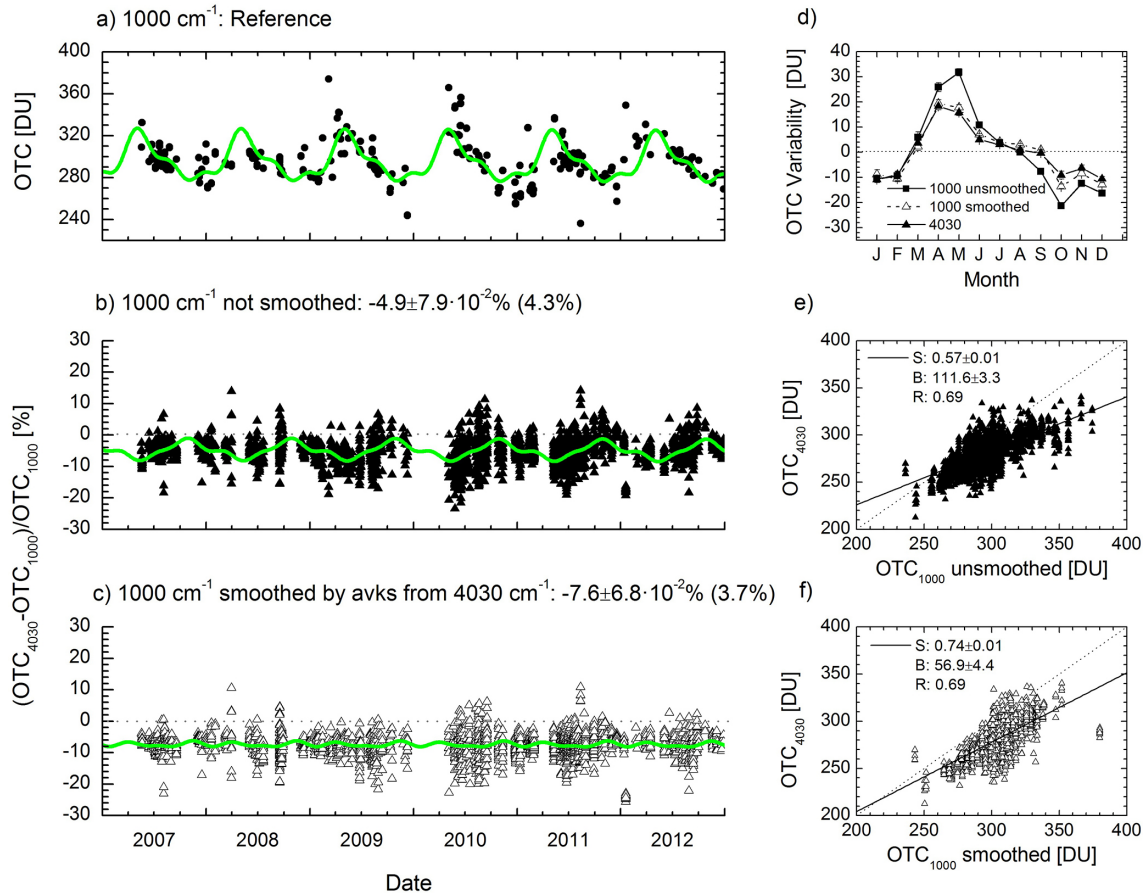 a) 1000 cm⁻¹: Reference
OTC [DU]
400
360
320
280
240
b) 1000 cm⁻¹ not smoothed: -4.9±7.9·10⁻²% (4.3%)
(OTC₄₀₃₀-OTC₁₀₀₀)/OTC₁₀₀₀ [%]
30
20
10
0
-10
-20
-30
c) 1000 cm⁻¹ smoothed by avks from 4030 cm⁻¹: -7.6±6.8·10⁻²% (3.7%)
30
20
10
0
-10
-20
-30
2007 2008 2009 2010 2011 2012
Date
d)
OTC Variability [DU]
40
30
20
10
0
-10
-20
-30
1000 unsmoothed
1000 smoothed
4030
J F M A M J J A S O N D
Month
e)
OTC₄₀₃₀ [DU]
400
350
300
250
200
S: 0.57±0.01
B: 111.6±3.3
R: 0.69
200 250 300 350 400
OTC₁₀₀₀ unsmoothed [DU]
f)
OTC₄₀₃₀ [DU]
400
350
300
250
200
S: 0.74±0.01
B: 56.9±4.4
R: 0.69
200 250 300 350 400
OTC₁₀₀₀ smoothed [DU]